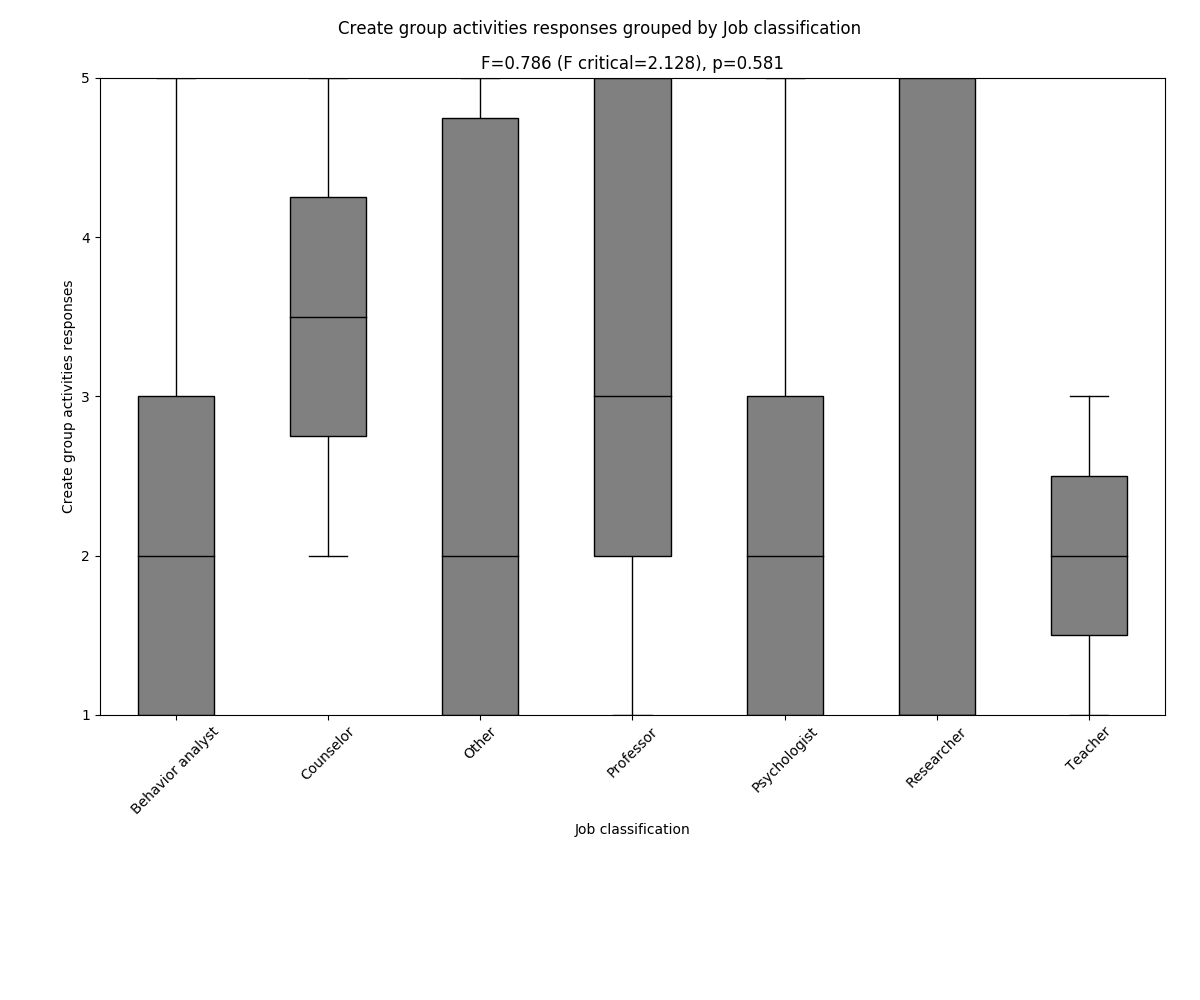 Create group activities responses grouped by Job classification
F=0.786 (F critical=2.128), p=0.581
Create group activities responses
5
4
3
2
1
Behavior analyst
Counselor
Other
Professor
Psychologist
Researcher
Teacher
Job classification